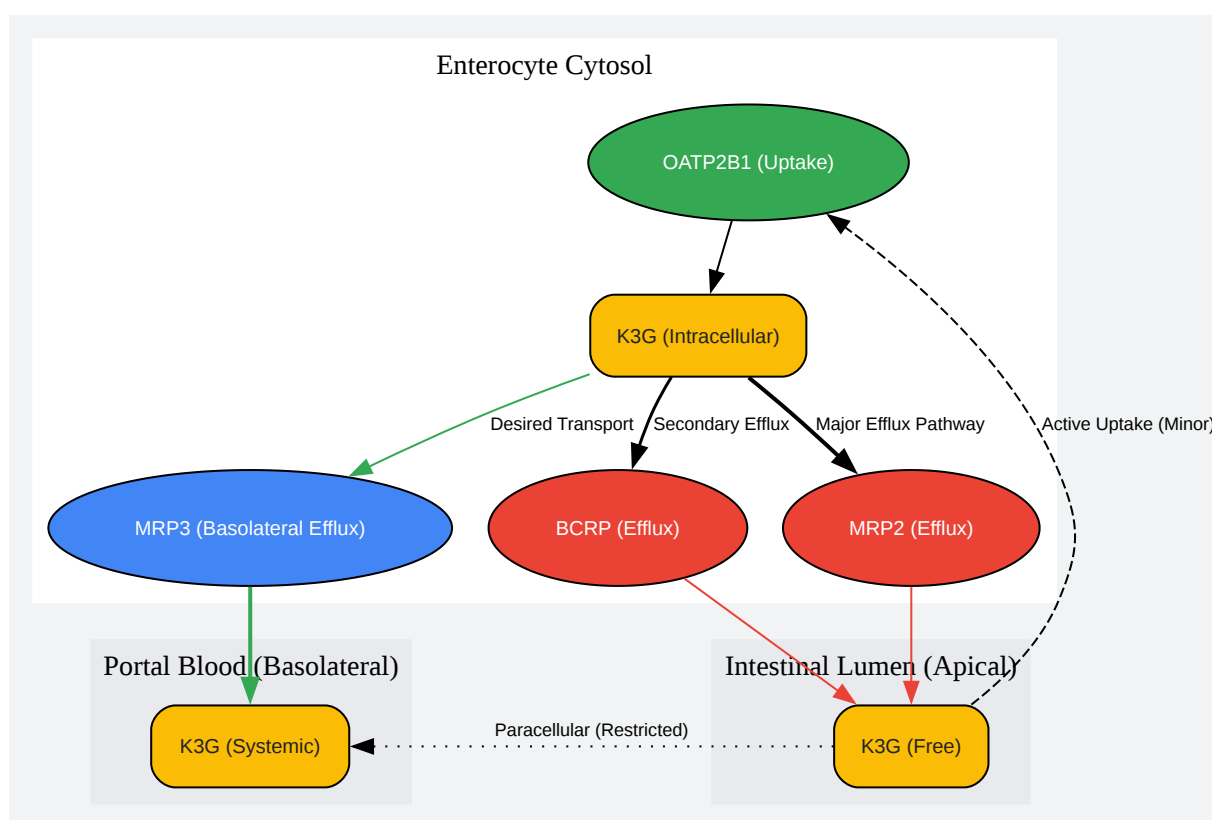 Enterocyte Cytosol
OATP2B1 (Uptake)
K3G (Intracellular)
Desired Transport
Secondary Efflux
Major Efflux Pathway
Active Uptake (Minor)
MRP3 (Basolateral Efflux)
BCRP (Efflux)
MRP2 (Efflux)
Portal Blood (Basolateral)
Intestinal Lumen (Apical)
Paracellular (Restricted)
K3G (Systemic)
K3G (Free)